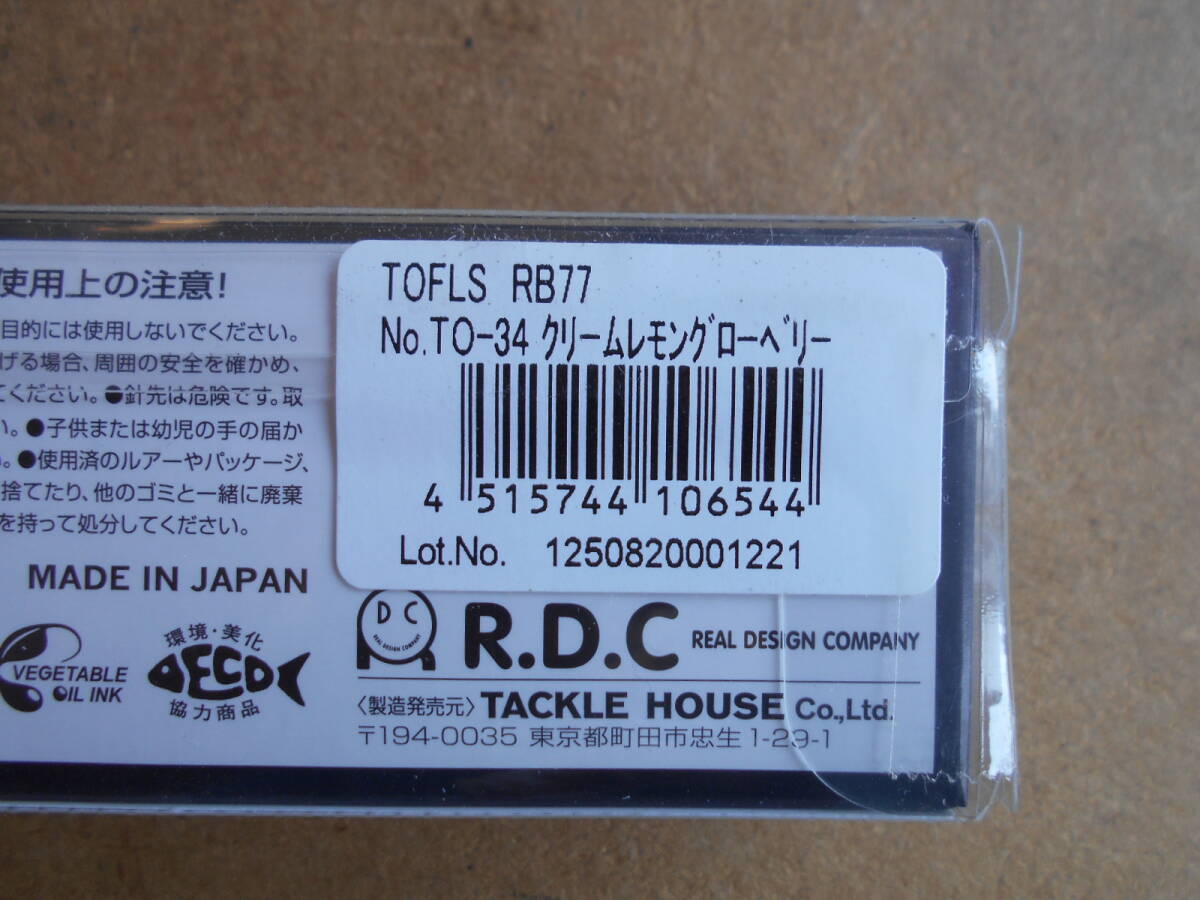 使用上の注意!
目的には使用しないでください。
げる場合、周囲の安全を確かめ、
ください。●針先は危険です。取
い。●子供または幼児の手の届か
●使用済のルアーやパッケージ、
捨てたり、他のゴミと一緒に廃棄
を持って処分してください。
MADE IN JAPAN
VEGETABLE
OIL INK
環境・美化
ECO
協力商品
TOFLS RB77
No.TO-34 クリームレモングローベリー
4 515744 106544
Lot.No. 1250820001221
D C
REAL DESIGN COMPANY
R.D.C REAL DESIGN COMPANY
〈製造発売元〉 TACKLE HOUSE Co.,Ltd.
〒194-0035 東京都町田市忠生1-29-1